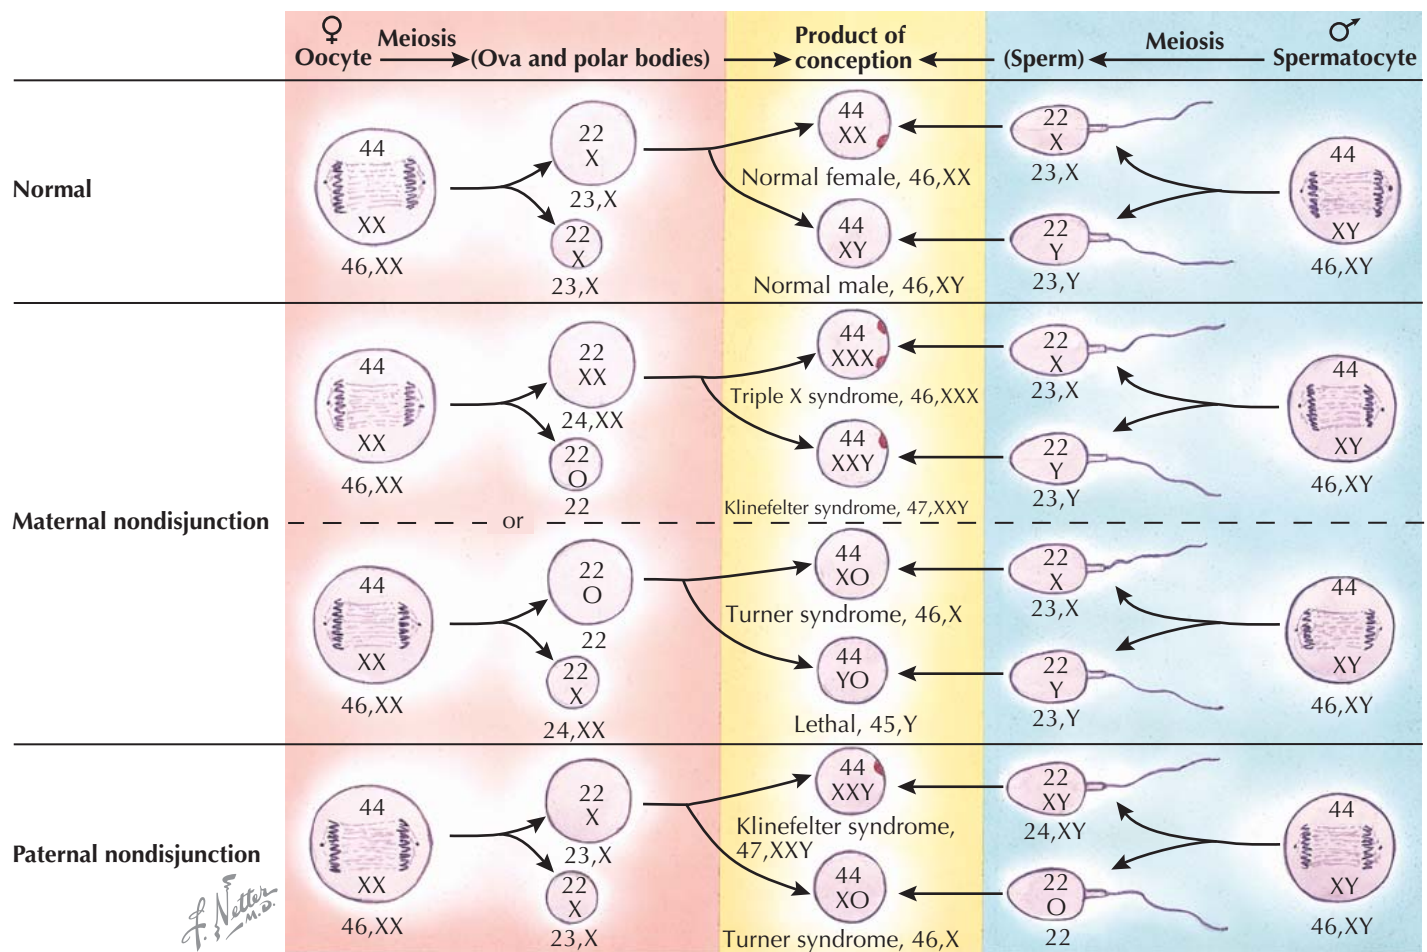 ♀ Oocyte Meiosis (Ova and polar bodies) Product of conception (Sperm) Meiosis ♂ Spermatocyte
Normal
44
XX
46,XX
22
X
23,X
22
X
23,X
44
XX
Normal female, 46,XX
44
XY
Normal male, 46,XY
22
X
23,X
22
Y
23,Y
44
XY
46,XY
Maternal nondisjunction
44
XX
46,XX
22
XX
24,XX
22
O
22
44
XXX
Triple X syndrome, 46,XXX
44
XXY
Klinefelter syndrome, 47,XXY
22
X
23,X
22
Y
23,Y
44
XY
46,XY
or
44
XX
46,XX
22
O
22
22
X
24,XX
44
XO
Turner syndrome, 46,X
44
YO
Lethal, 45,Y
22
X
23,X
22
Y
23,Y
44
XY
46,XY
Paternal nondisjunction
44
XX
46,XX
22
X
23,X
22
X
23,X
44
XXY
Klinefelter syndrome,
47,XXY
44
XO
Turner syndrome, 46,X
22
XY
24,XY
22
O
22
44
XY
46,XY
F. Netter
M.D.